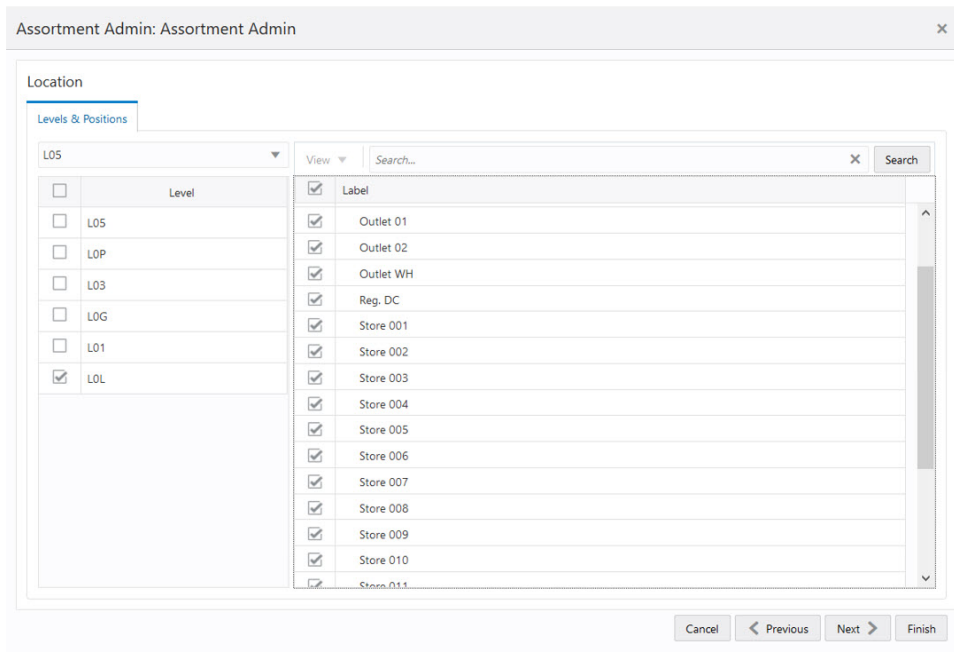 Assortment Admin: Assortment Admin
Location
Levels & Positions
L05
View
Search...
Search
Level
L05
L0P
L03
L0G
L01
L0L
Label
Outlet 01
Outlet 02
Outlet WH
Reg. DC
Store 001
Store 002
Store 003
Store 004
Store 005
Store 006
Store 007
Store 008
Store 009
Store 010
Store 011
Cancel
Previous
Next
Finish